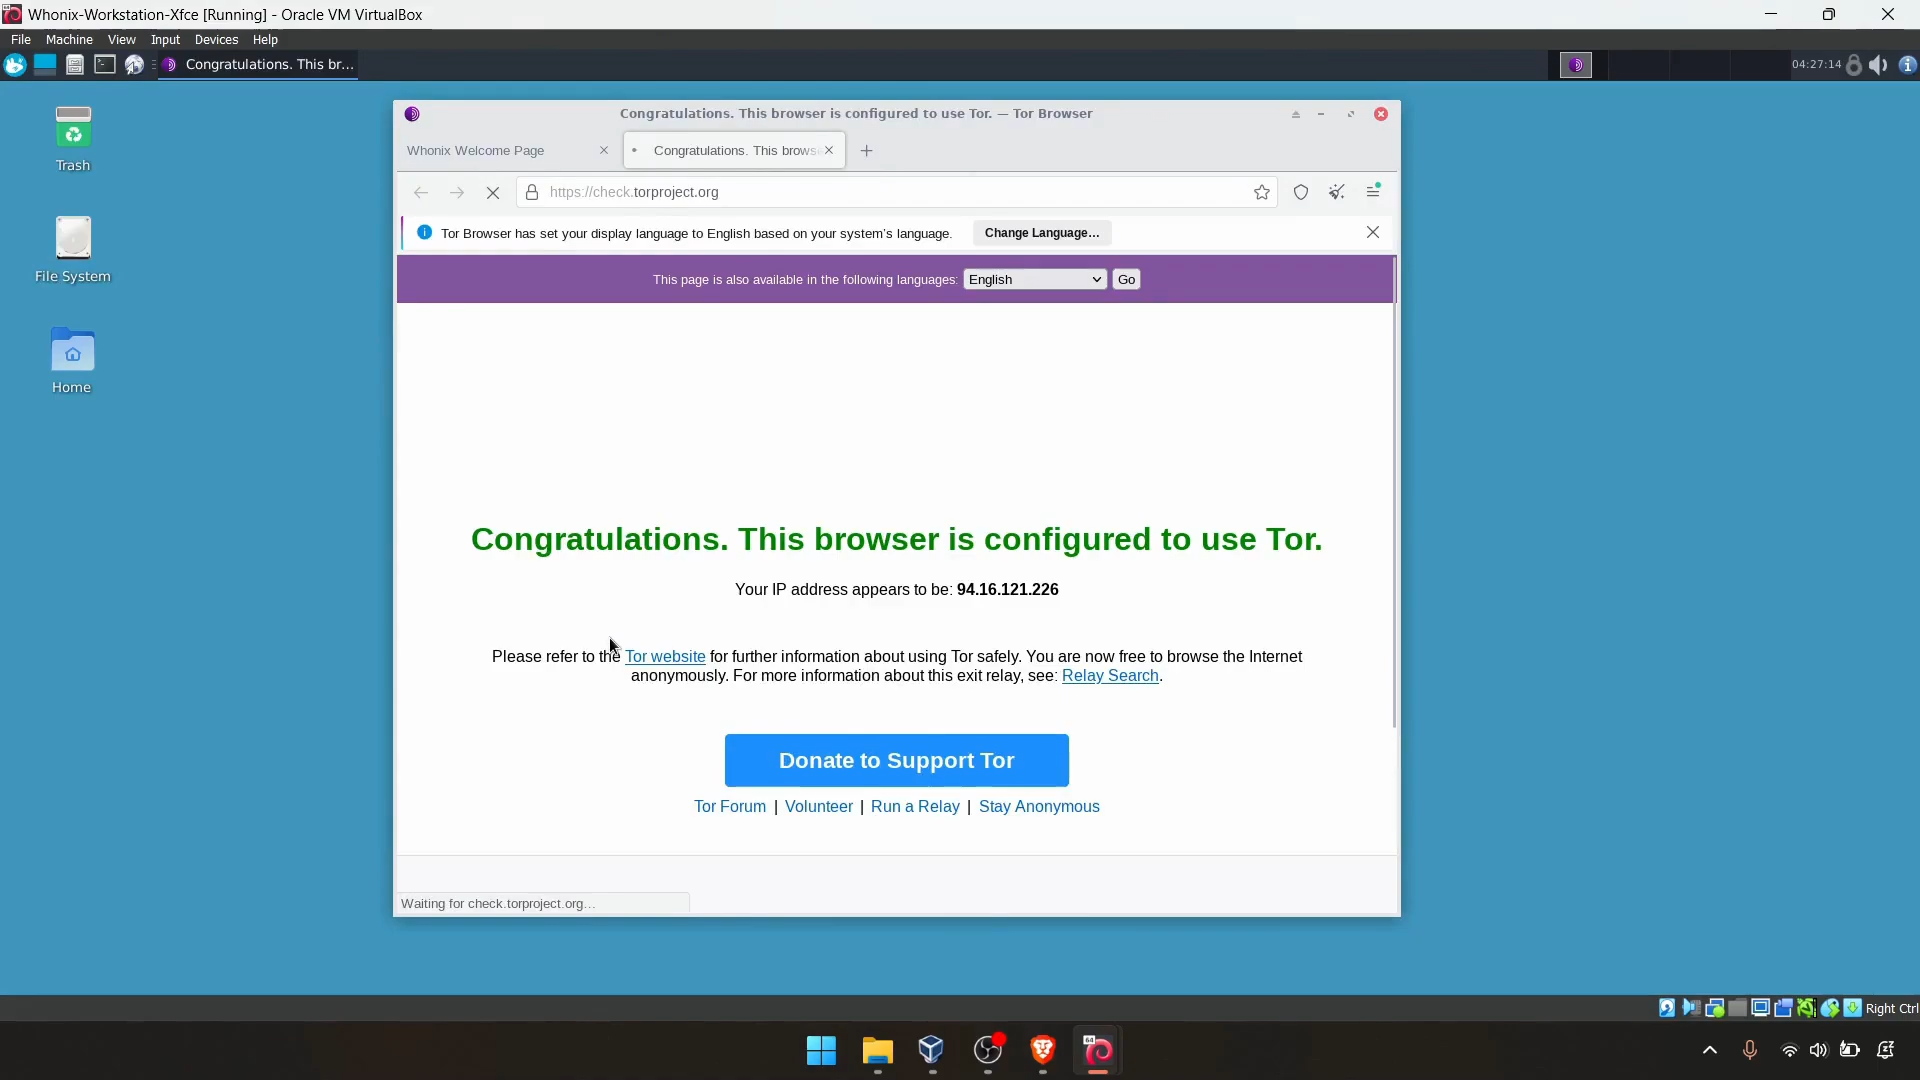 Whonix-Workstation-Xfce [Running] - Oracle VM VirtualBox
File Machine View Input Devices Help
Congratulations. This br...
04:27:14
Trash
File System
Home
Congratulations. This browser is configured to use Tor. — Tor Browser
Whonix Welcome Page
Congratulations. This browse
https://check.torproject.org
Tor Browser has set your display language to English based on your system's language.
Change Language...
This page is also available in the following languages:
English
Go
Congratulations. This browser is configured to use Tor.
Your IP address appears to be: 94.16.121.226
Please refer to the Tor website for further information about using Tor safely. You are now free to browse the Internet
anonymously. For more information about this exit relay, see: Relay Search.
Donate to Support Tor
Tor Forum | Volunteer | Run a Relay | Stay Anonymous
Waiting for check.torproject.org...
Right Ctrl
64